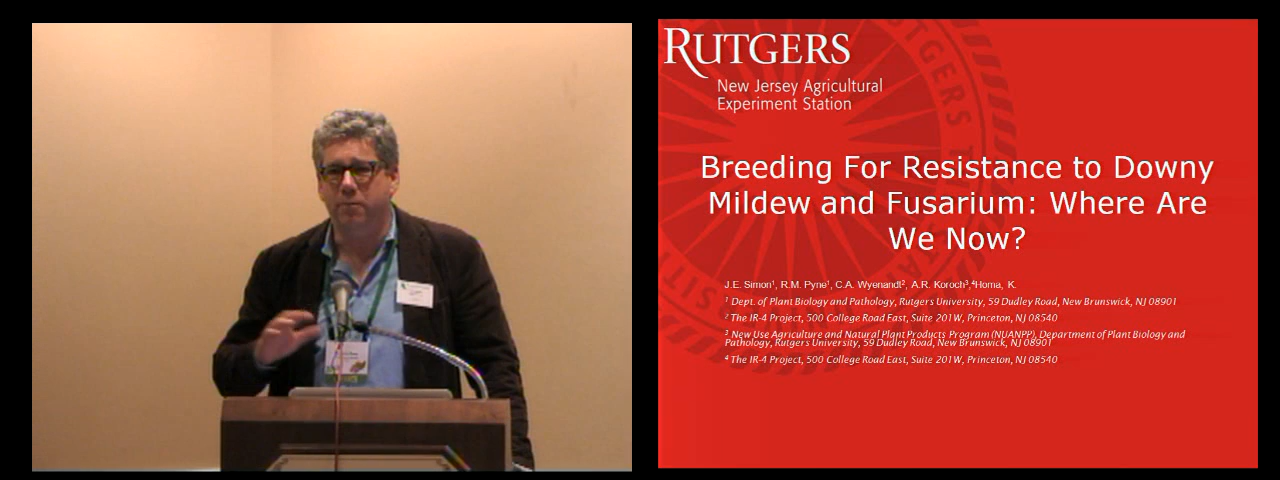 RUTGERS
New Jersey Agricultural
Experiment Station
Breeding For Resistance to Downy
Mildew and Fusarium: Where Are
We Now?
J.E. Simon¹, R.M. Pyne¹, C.A. Wyenandt², A.R. Koroch³,⁴Homa, K.
¹ Dept. of Plant Biology and Pathology, Rutgers University, 59 Dudley Road, New Brunswick, NJ 08901
² The IR-4 Project, 500 College Road East, Suite 201W, Princeton, NJ 08540
³ New Use Agriculture and Natural Plant Products Program (NUANPP), Department of Plant Biology and
Pathology, Rutgers University, 59 Dudley Road, New Brunswick, NJ 08901
⁴ The IR-4 Project, 500 College Road East, Suite 201W, Princeton, NJ 08540